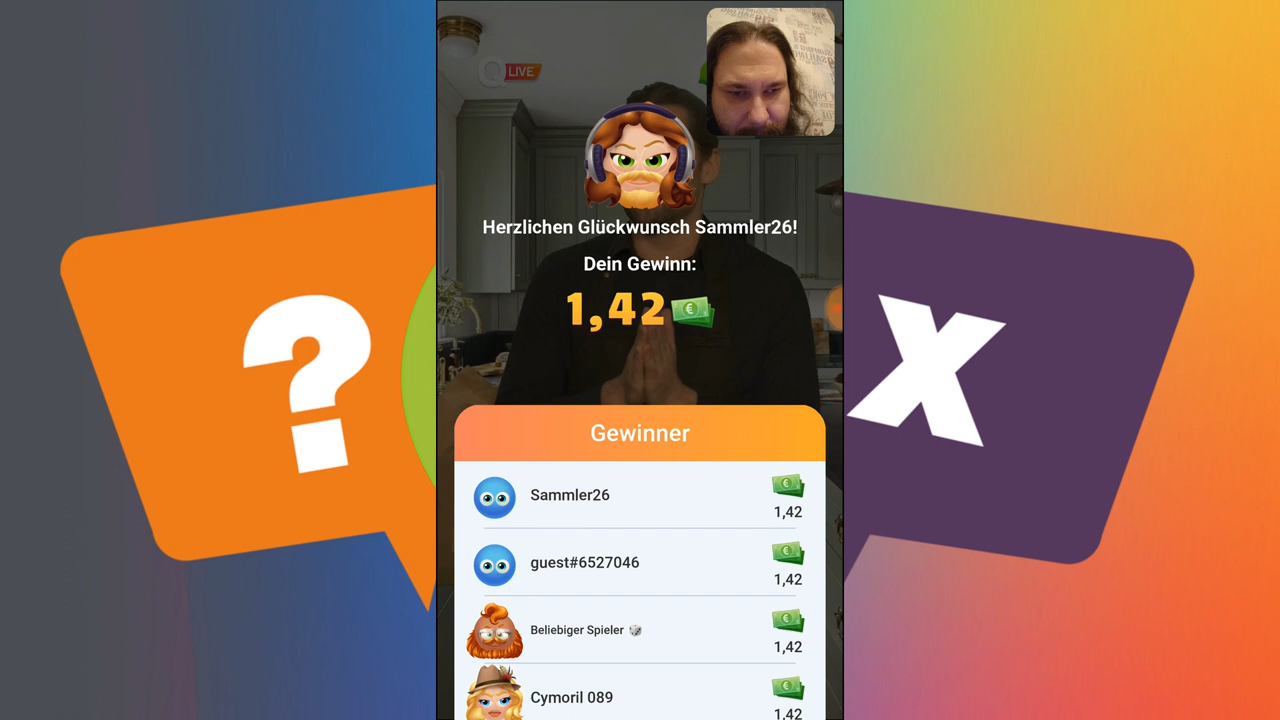 ?
Q LIVE
Herzlichen Glückwunsch Sammler26!
Dein Gewinn:
1,42
Gewinner
Sammler26
1,42
guest#6527046
1,42
Beliebiger Spieler
1,42
Cymoril 089
1,42
X